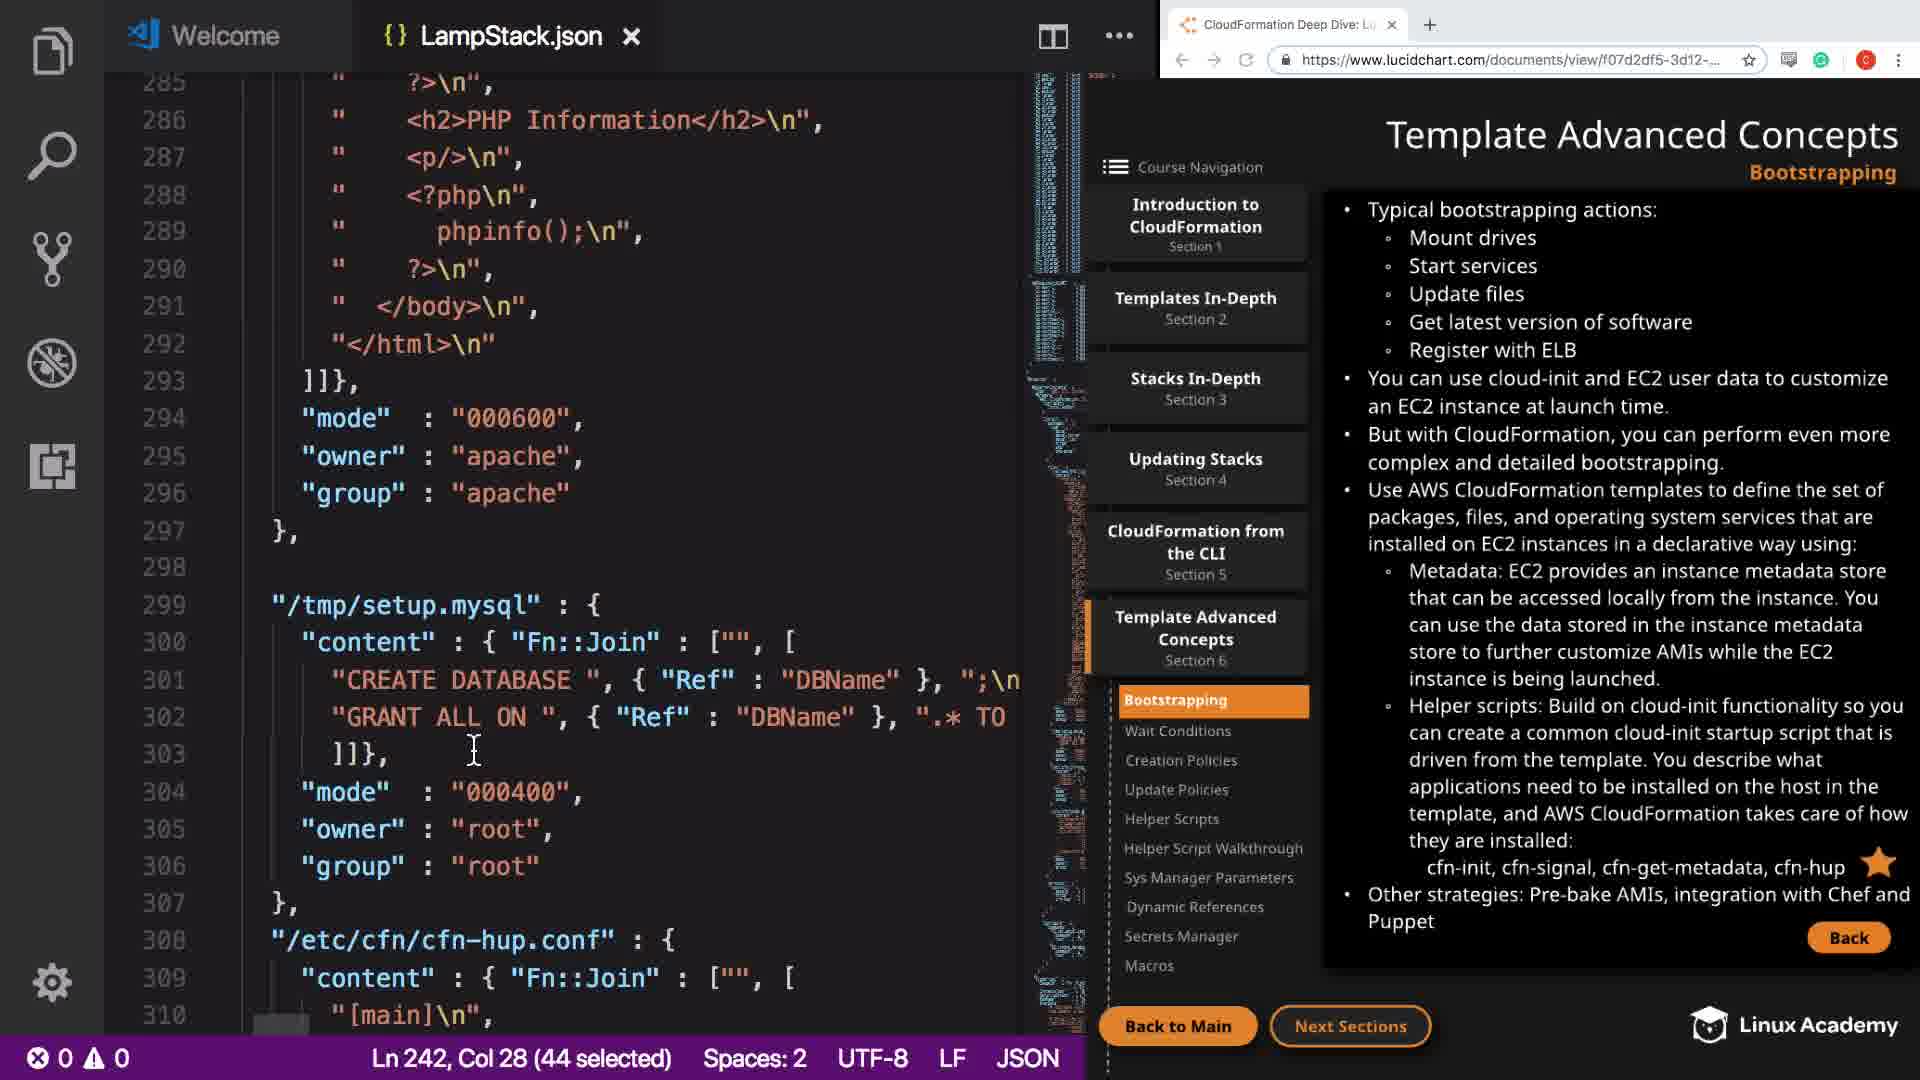 Welcome
{} LampStack.json ×
285 " ?>\n",
286 " <h2>PHP Information</h2>\n",
287 " <p/>\n",
288 " <?php\n",
289 " phpinfo();\n",
290 " ?>\n",
291 " </body>\n",
292 "</html>\n"
293 ]]},
294 "mode" : "000600",
295 "owner" : "apache",
296 "group" : "apache"
297 },
298
299 "/tmp/setup.mysql" : {
300 "content" : { "Fn::Join" : ["", [
301 "CREATE DATABASE ", { "Ref" : "DBName" }, ";\n
302 "GRANT ALL ON ", { "Ref" : "DBName" }, ".* TO
303 ]]},
304 "mode" : "000400",
305 "owner" : "root",
306 "group" : "root"
307 },
308 "/etc/cfn/cfn-hup.conf" : {
309 "content" : { "Fn::Join" : ["", [
310 "[main]\n",
0 0
Ln 242, Col 28 (44 selected) Spaces: 2 UTF-8 LF JSON
CloudFormation Deep Dive: Lu
https://www.lucidchart.com/documents/view/f07d2df5-3d12-...
C
Template Advanced Concepts
Bootstrapping
Course Navigation
Introduction to
CloudFormation
Section 1
Templates In-Depth
Section 2
Stacks In-Depth
Section 3
Updating Stacks
Section 4
CloudFormation from
the CLI
Section 5
Template Advanced
Concepts
Section 6
Bootstrapping
Wait Conditions
Creation Policies
Update Policies
Helper Scripts
Helper Script Walkthrough
Sys Manager Parameters
Dynamic References
Secrets Manager
Macros
• Typical bootstrapping actions:
◦ Mount drives
◦ Start services
◦ Update files
◦ Get latest version of software
◦ Register with ELB
• You can use cloud-init and EC2 user data to customize
an EC2 instance at launch time.
• But with CloudFormation, you can perform even more
complex and detailed bootstrapping.
• Use AWS CloudFormation templates to define the set of
packages, files, and operating system services that are
installed on EC2 instances in a declarative way using:
◦ Metadata: EC2 provides an instance metadata store
that can be accessed locally from the instance. You
can use the data stored in the instance metadata
store to further customize AMIs while the EC2
instance is being launched.
◦ Helper scripts: Build on cloud-init functionality so you
can create a common cloud-init startup script that is
driven from the template. You describe what
applications need to be installed on the host in the
template, and AWS CloudFormation takes care of how
they are installed:
cfn-init, cfn-signal, cfn-get-metadata, cfn-hup
• Other strategies: Pre-bake AMIs, integration with Chef and
Puppet
Back
Back to Main
Next Sections
Linux Academy